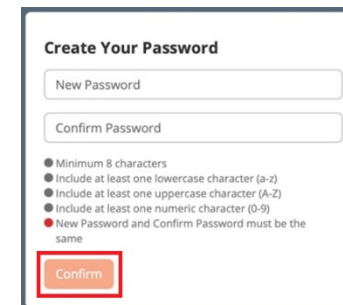 Create Your Password
New Password
Confirm Password
Minimum 8 characters
Include at least one lowercase character (a-z)
Include at least one uppercase character (A-Z)
Include at least one numeric character (0-9)
New Password and Confirm Password must be the
same
Confirm